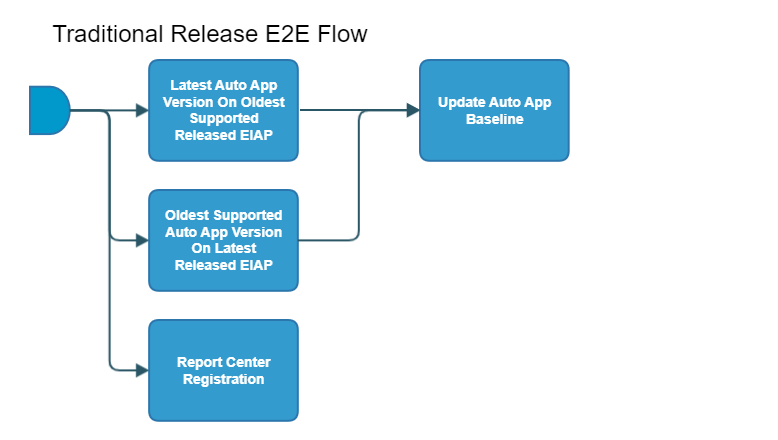 Traditional Release E2E Flow
Latest Auto App
Version On Oldest
Supported
Released EIAP
Update Auto App
Baseline
Oldest Supported
Auto App Version
On Latest
Released EIAP
Report Center
Registration